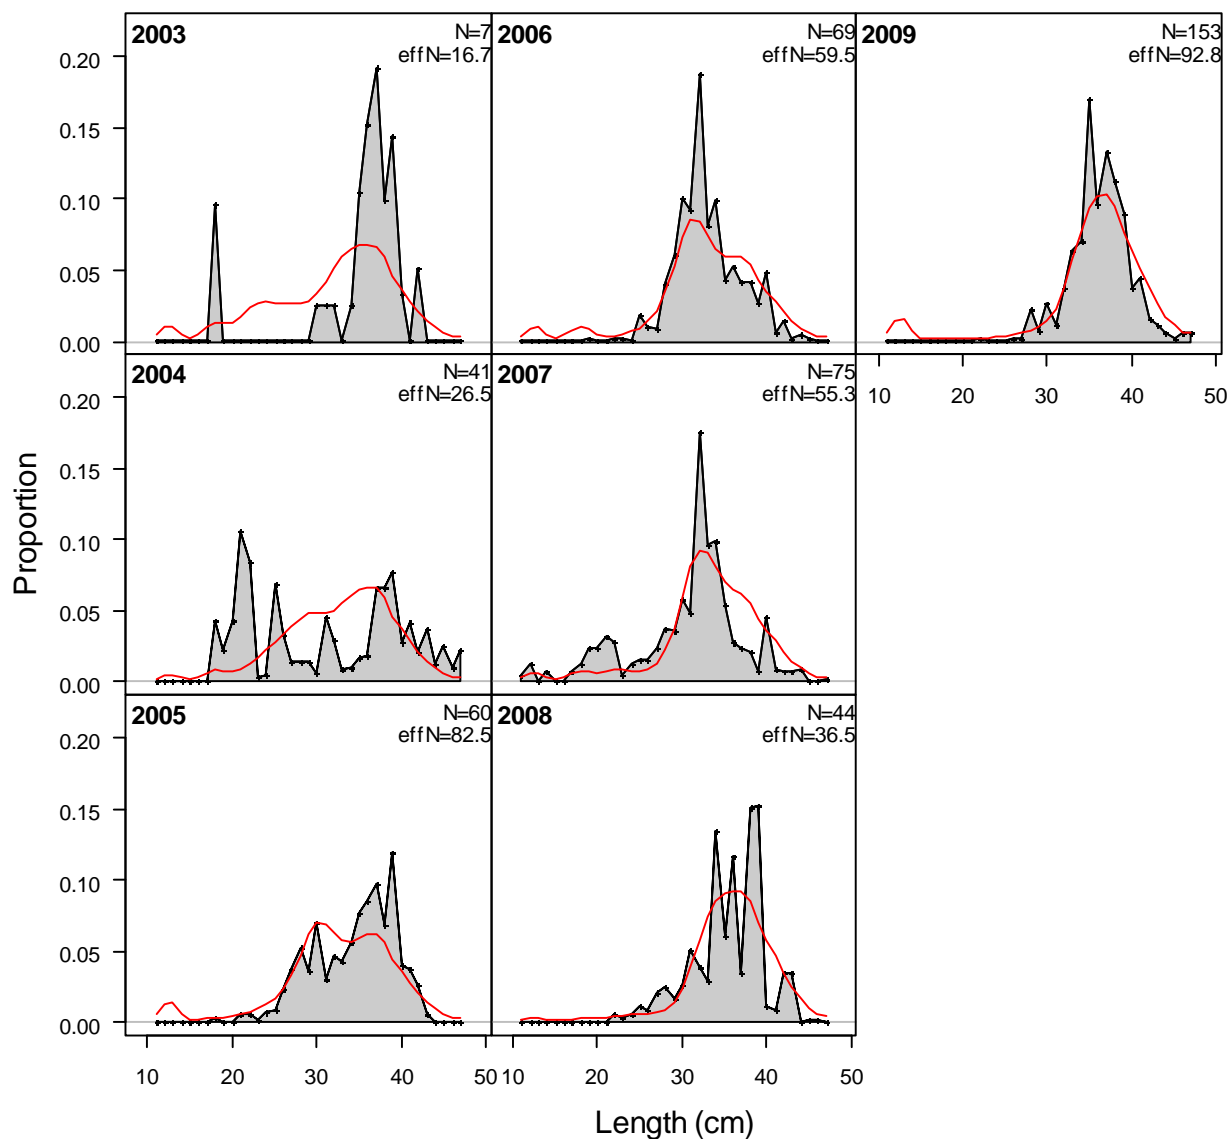 2003
N=7
effN=16.7
2006
N=69
effN=59.5
2009
N=153
effN=92.8
0.20
0.15
0.10
0.05
0.00
10 20 30 40 50
2004
N=41
effN=26.5
2007
N=75
effN=55.3
0.20
0.15
0.10
0.05
0.00
Proportion
2005
N=60
effN=82.5
2008
N=44
effN=36.5
0.20
0.15
0.10
0.05
0.00
10 20 30 40 50
10 20 30 40 50
Length (cm)